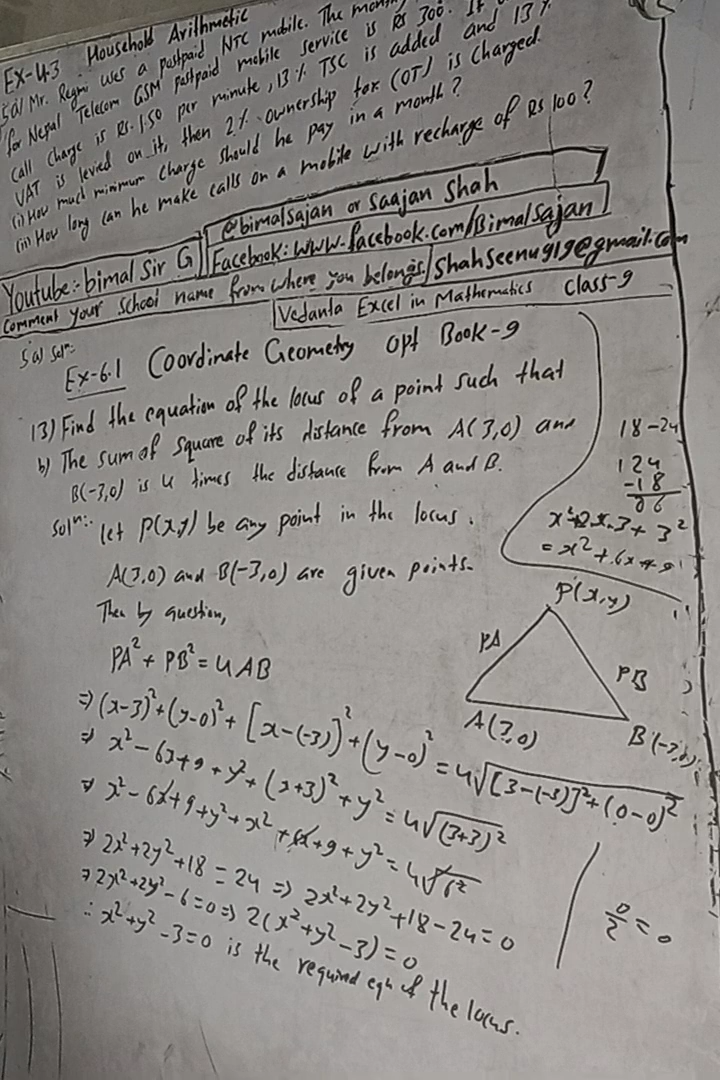 EX-4.3 Household Arithmetic
5a) Mr. Regmi uses a postpaid NTC mobile. The
for Nepal Telecom GSM postpaid mobile service is Rs 300. If
call charge is Rs. 1.50 per minute, 13% TSC is added and 13%
VAT is levied on it, then 2% ownership tax (OT) is charged.
(i) How much minimum charge should he pay in a month?
(ii) How long can he make calls on a mobile with recharge of Rs 100?
@bimalsajan or Saajan Shah
Youtube:- bimal Sir G
Facebook: www.facebook.com/Bimalsajan
Comment your School name from where you belongs.
shahseenu919@gmail.com
Vedanta Excel in Mathematics Class-9
5a) Solⁿ:
Ex-6.1 Coordinate Geometry Opt Book-9
13) Find the equation of the locus of a point such that
b) The sum of square of its distance from A(3,0) and
B(-3,0) is 4 times the distance from A and B.
Solⁿ:- let P(x,y) be any point in the locus.
A(3,0) and B(-3,0) are given points.
Then by question,
PA² + PB² = 4AB
⇒ (x-3)² + (y-0)² + [x-(-3)]² + (y-0)² = 4√[3-(-3)]² + (0-0)²
⇒ x² - 6x + 9 + y² + (x+3)² + y² = 4√(3+3)²
⇒ x² - 6x + 9 + y² + x² + 6x + 9 + y² = 4√6²
⇒ 2x² + 2y² + 18 = 24 ⇒ 2x² + 2y² + 18 - 24 = 0
⇒ 2x² + 2y² - 6 = 0 ⇒ 2(x² + y² - 3) = 0
∴ x² + y² - 3 = 0 is the required eqn of the locus.
18-24
124
-18
06
x²+2.x.3+3²
= x²+6x+9
P(x,y)
PA
PB
A(3,0)
B(-3,0)
0/2 = 0